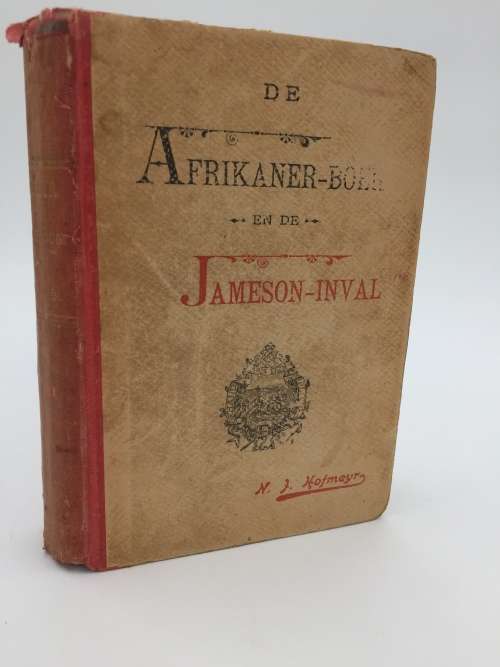 DE
AFRIKANER-BOER
EN DE
JAMESON-INVAL
N. J. Hofmeyr